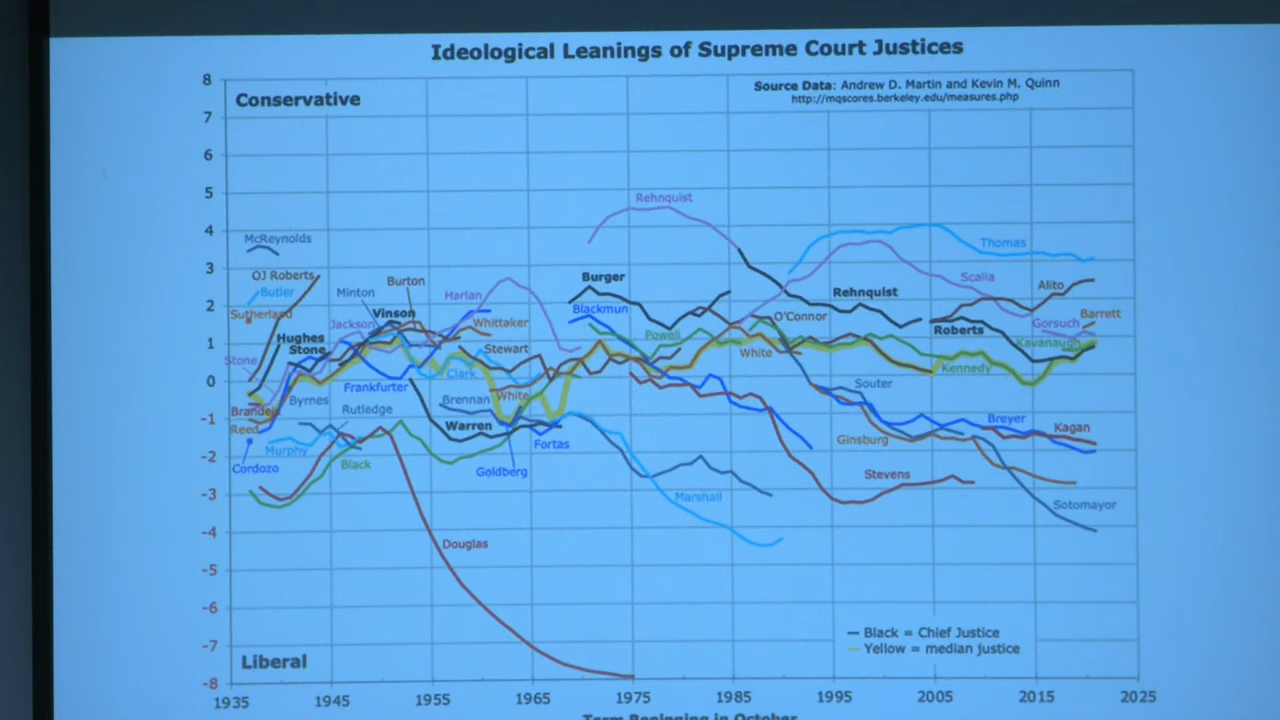 Ideological Leanings of Supreme Court Justices
8
Conservative
Source Data: Andrew D. Martin and Kevin M. Quinn
http://mqscores.berkeley.edu/measures.php
7
6
5
Rehnquist
4
McReynolds
Thomas
3
OJ Roberts
Burton
Burger
Scalia
Butler
Minton
Harlan
Rehnquist
Alito
2
Sutherland
Vinson
Blackmun
O'Connor
Barrett
Jackson
Whittaker
Gorsuch
Hughes
Powell
Roberts
Kavanaugh
1
Stone
Stewart
White
Stone
Clark
Kennedy
0
Frankfurter
Souter
Byrnes
Brennan
White
Brandeis
Rutledge
Breyer
-1
Reed
Warren
Kagan
Murphy
Fortas
Ginsburg
-2
Cordozo
Black
Goldberg
Stevens
-3
Marshall
Sotomayor
-4
Douglas
-5
-6
Black = Chief Justice
Yellow = median justice
-7
Liberal
-8
1935 1945 1955 1965 1975 1985 1995 2005 2015 2025
Term Beginning in October